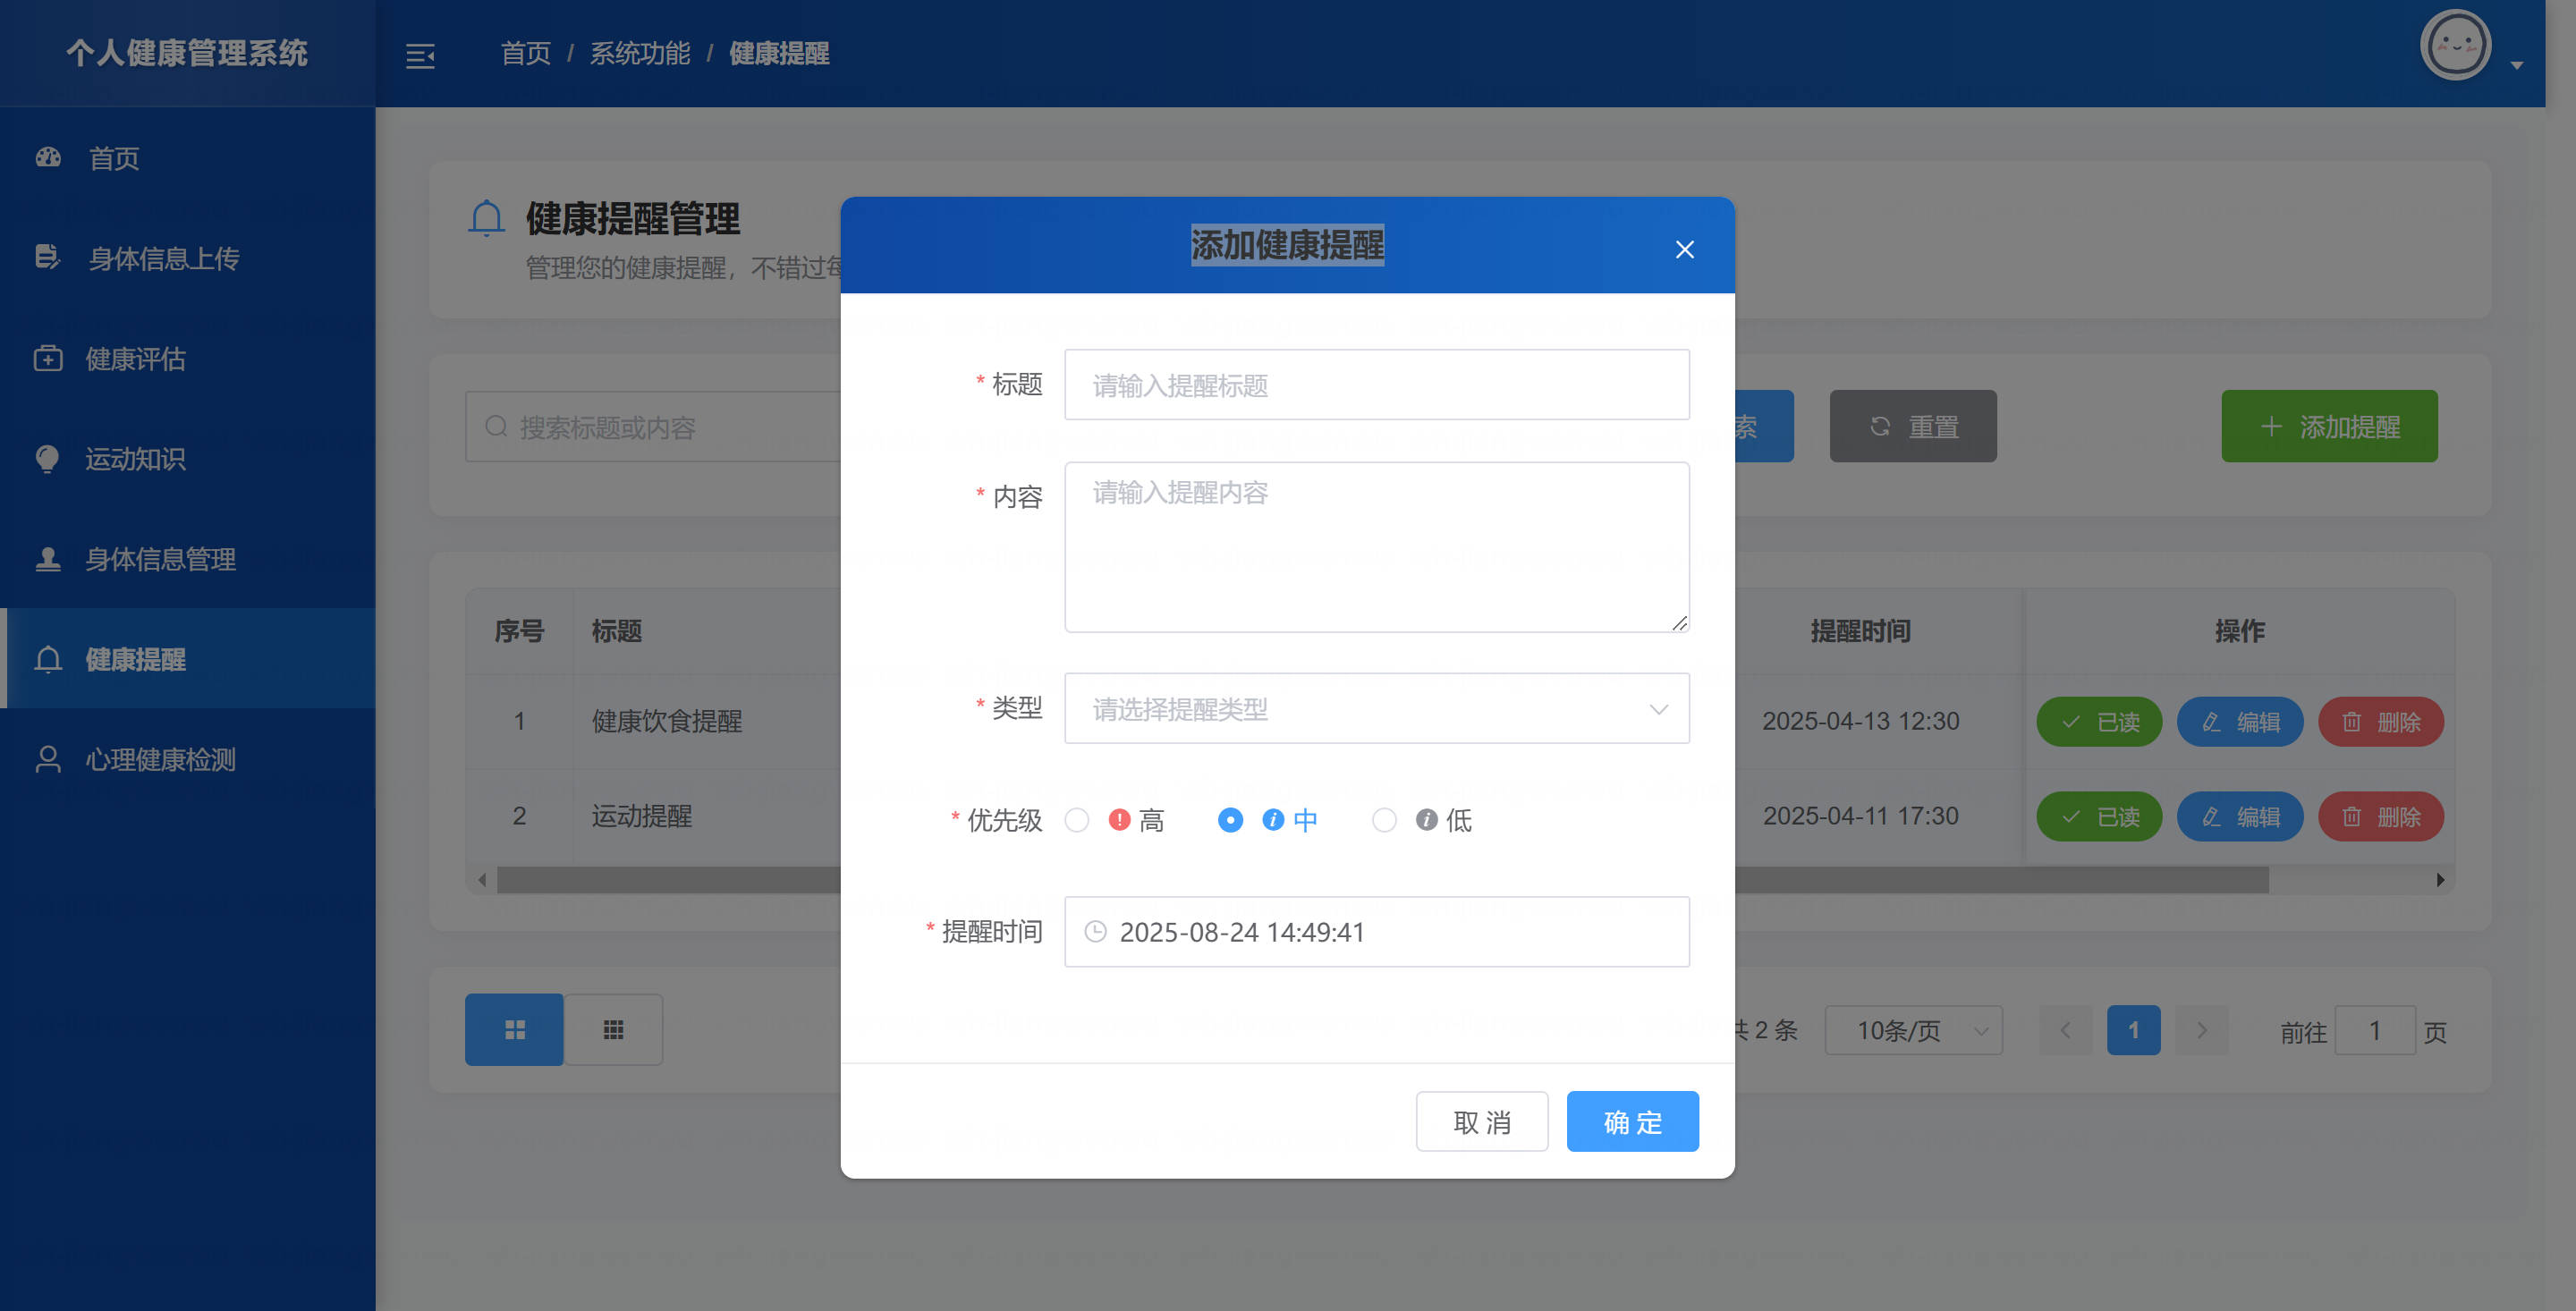 个人健康管理系统
首页 / 系统功能 / 健康提醒
首页
身体信息上传
健康评估
运动知识
身体信息管理
健康提醒
心理健康检测
健康提醒管理
管理您的健康提醒，不错过
搜索标题或内容
索
重置
添加提醒
序号 标题 提醒时间 操作
1 健康饮食提醒 2025-04-13 12:30 已读 编辑 删除
2 运动提醒 2025-04-11 17:30 已读 编辑 删除
共 2 条 10条/页 1 前往 1 页
添加健康提醒
* 标题 请输入提醒标题
* 内容 请输入提醒内容
* 类型 请选择提醒类型
* 优先级 高 中 低
* 提醒时间 2025-08-24 14:49:41
取 消 确 定